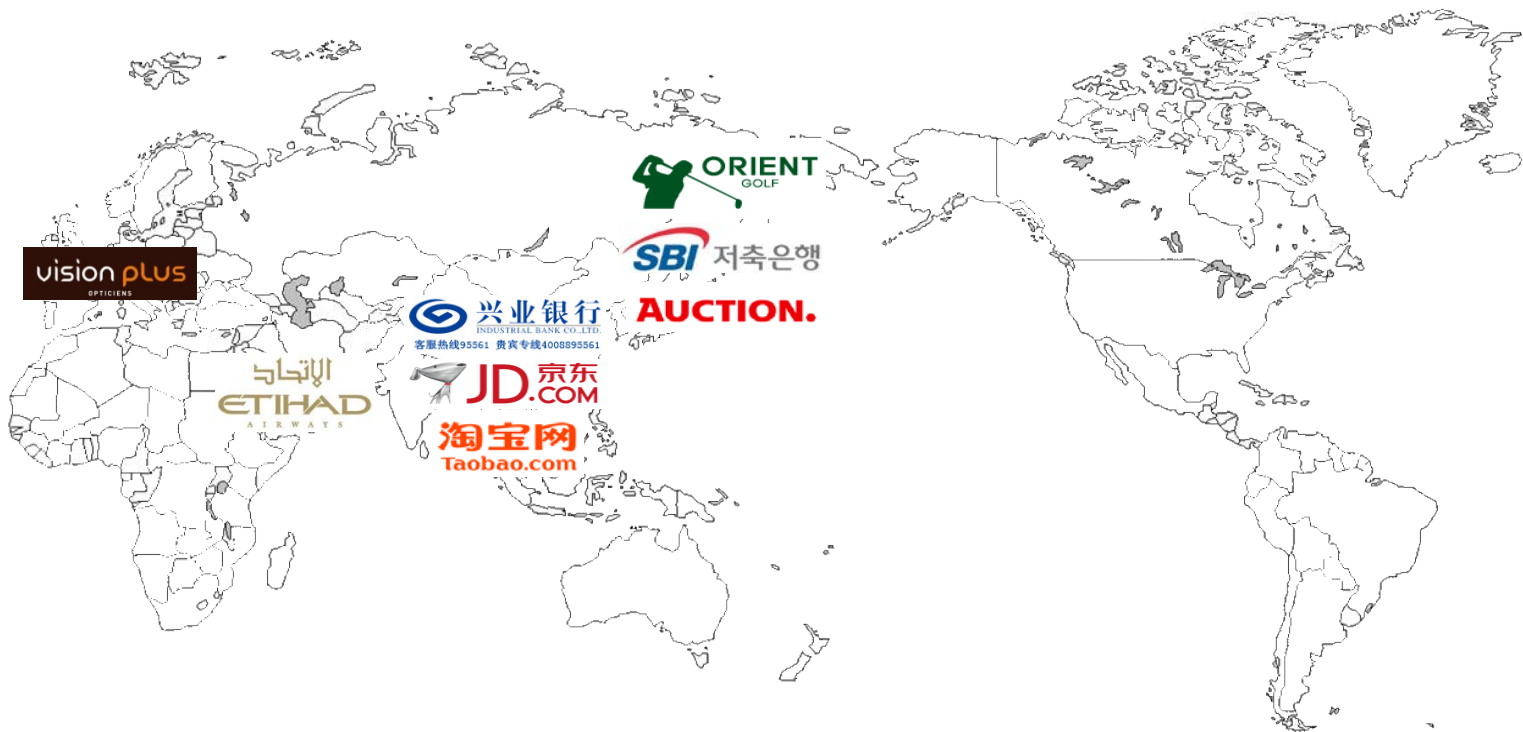 ORIENT
GOLF
SBI 저축은행
vision plus
OPTICIENS
AUCTION.
兴业银行
INDUSTRIAL BANK CO.,LTD.
客服热线95561 贵宾专线4008895561
الإتحاد
ETIHAD
AIRWAYS
JD.京东
COM
淘宝网
Taobao.com